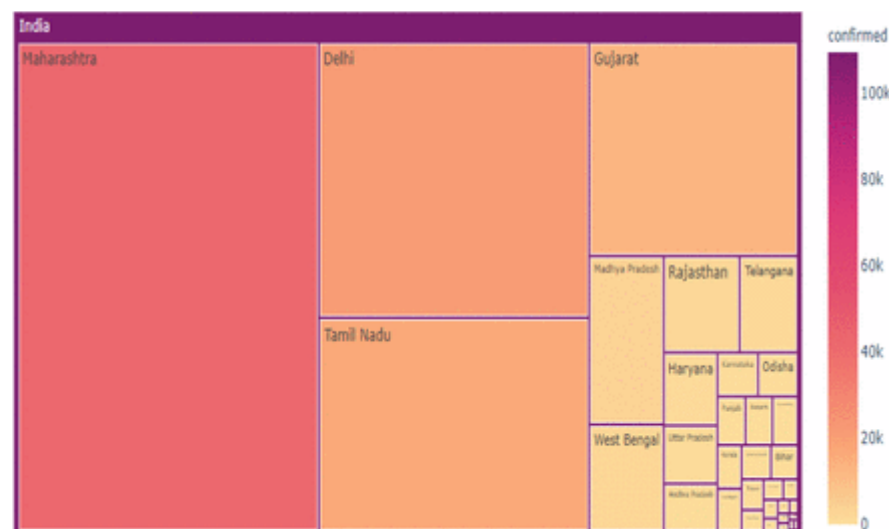 India
confirmed
Maharashtra
Delhi
Gujarat
100k
80k
60k
40k
20k
0
Madhya Pradesh
Rajasthan
Telangana
Tamil Nadu
Haryana
Karnataka
Odisha
Punjab
West Bengal
Uttar Pradesh
Kerala
Bihar
Andhra Pradesh